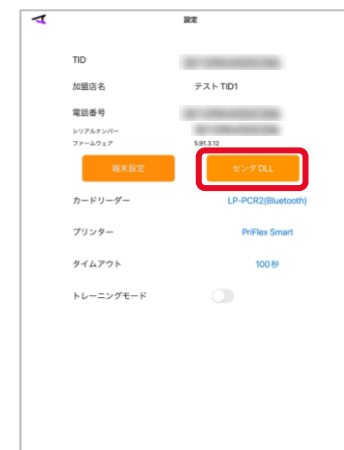 設定
TID
加盟店名 テスト TID1
電話番号
シリアルナンバー
ファームウェア 5.91.3.12
端末設定 センタ DLL
カードリーダー LP-PCR2(Bluetooth)
プリンター PriFlex Smart
タイムアウト 100 秒
トレーニングモード